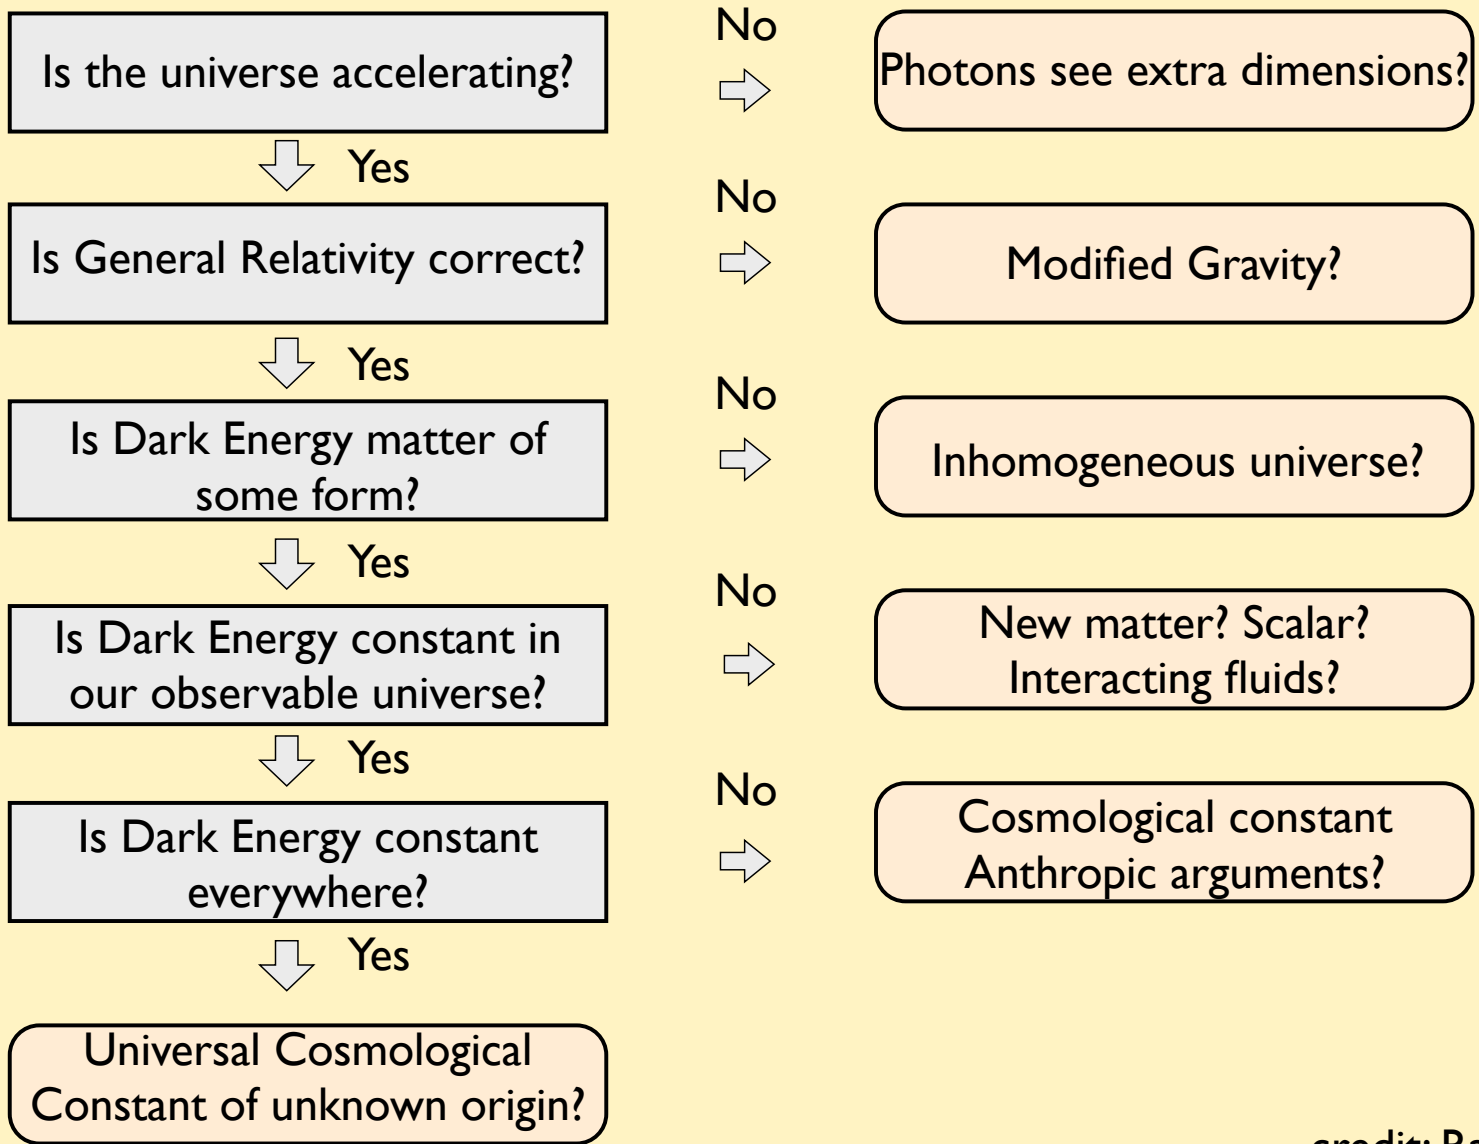 Is the universe accelerating?
No
Photons see extra dimensions?
Yes
Is General Relativity correct?
No
Modified Gravity?
Yes
Is Dark Energy matter of
some form?
No
Inhomogeneous universe?
Yes
Is Dark Energy constant in
our observable universe?
No
New matter? Scalar?
Interacting fluids?
Yes
Is Dark Energy constant
everywhere?
No
Cosmological constant
Anthropic arguments?
Yes
Universal Cosmological
Constant of unknown origin?
credit: